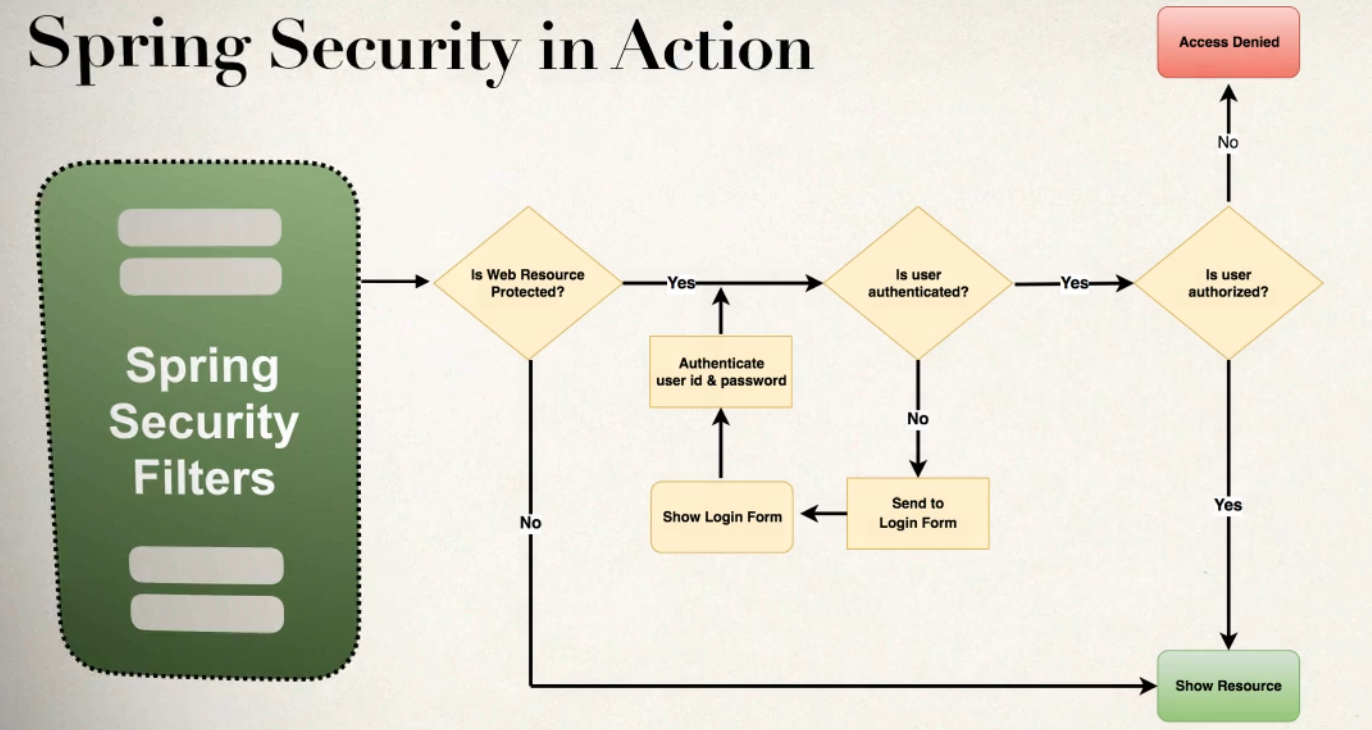 Spring Security in Action
Access Denied
No
Spring
Security
Filters
Is Web Resource
Protected?
Yes
Is user
authenticated?
Yes
Is user
authorized?
Authenticate
user id & password
No
No
Show Login Form
Send to
Login Form
Yes
Show Resource